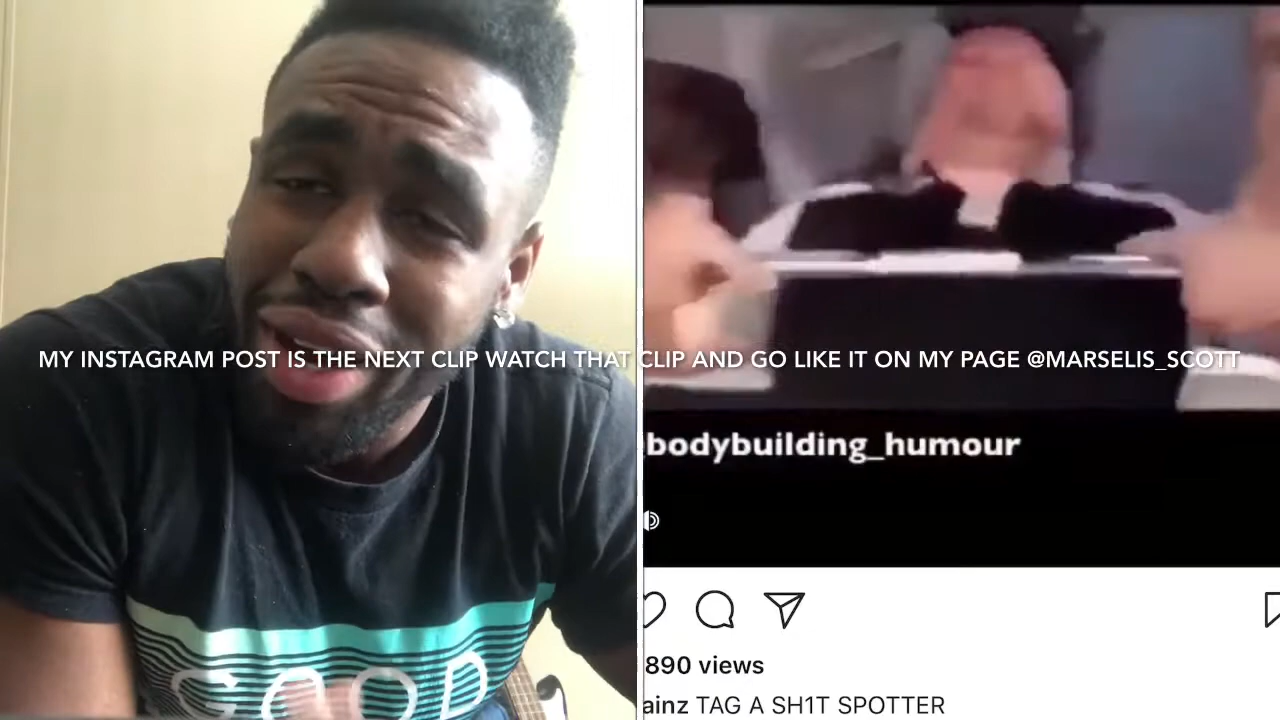 MY INSTAGRAM POST IS THE NEXT CLIP WATCH THAT CLIP AND GO LIKE IT ON MY PAGE @MARSELIS_SCOTT
bodybuilding_humour
890 views
ainz TAG A SH1T SPOTTER
GOOD